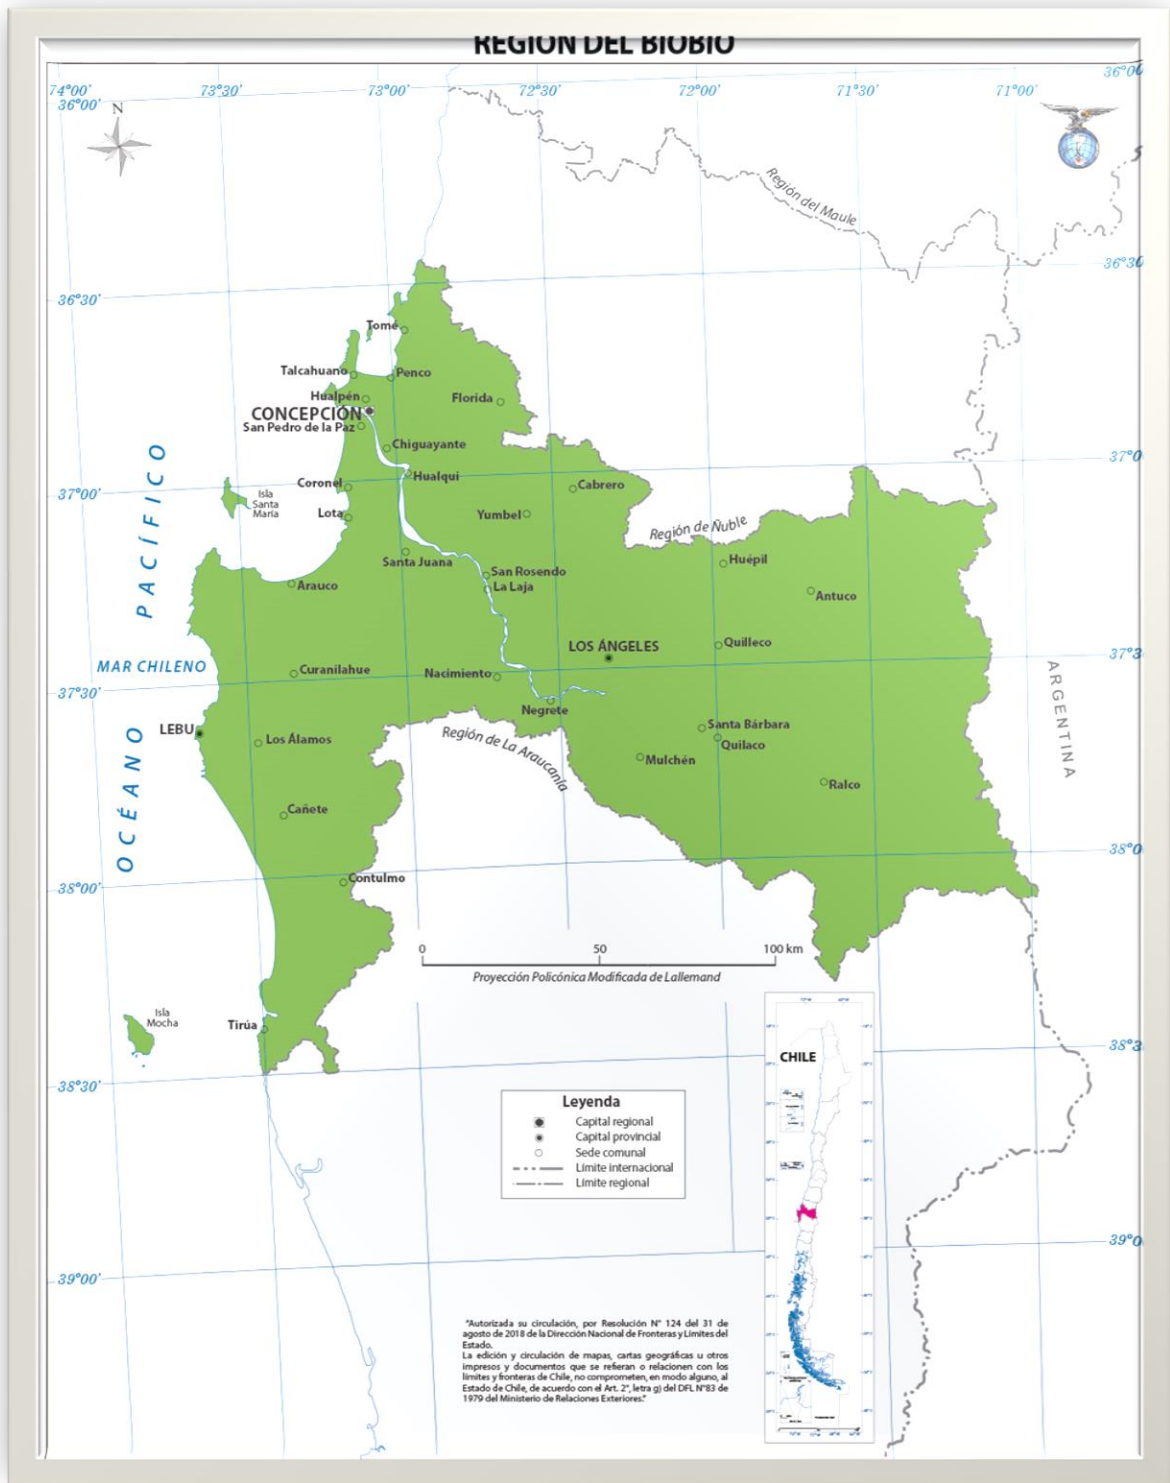 REGIÓN DEL BIOBÍO
74°00'
73°30'
73°00'
72°30'
72°00'
71°30'
71°00'
36°00'
36°00'
N
Región del Maule
36°30'
36°30'
Tomé
Talcahuano
Penco
Hualpén
Florida
CONCEPCIÓN
San Pedro de la Paz
Chiguayante
Hualqui
37°0
Coronel
Cabrero
37°00'
Isla
Santa
María
Lota
Yumbel
Región de Ñuble
Santa Juana
Huépil
San Rosendo
La Laja
Arauco
Antuco
OCÉANO PACÍFICO
LOS ÁNGELES
Quilleco
37°3
MAR CHILENO
Curanilahue
Nacimiento
37°30'
ARGENTINA
Negrete
LEBU
Los Álamos
Santa Bárbara
Quilaco
Región de La Araucanía
Mulchén
Ralco
Cañete
38°0
Contulmo
38°00'
0 50 100 km
Proyección Policónica Modificada de Lallemand
Isla
Mocha
Tirúa
38°3
CHILE
38°30'
Leyenda
Capital regional
Capital provincial
Sede comunal
Límite internacional
Límite regional
39°0
39°00'
"Autorizada su circulación, por Resolución N° 124 del 31 de
agosto de 2018 de la Dirección Nacional de Fronteras y Límites del
Estado.
La edición y circulación de mapas, cartas geográficas u otros
impresos y documentos que se refieran o relacionen con los
límites y fronteras de Chile, no comprometen, en modo alguno, al
Estado de Chile, de acuerdo con el Art. 2°, letra g) del DFL N°83 de
1979 del Ministerio de Relaciones Exteriores."